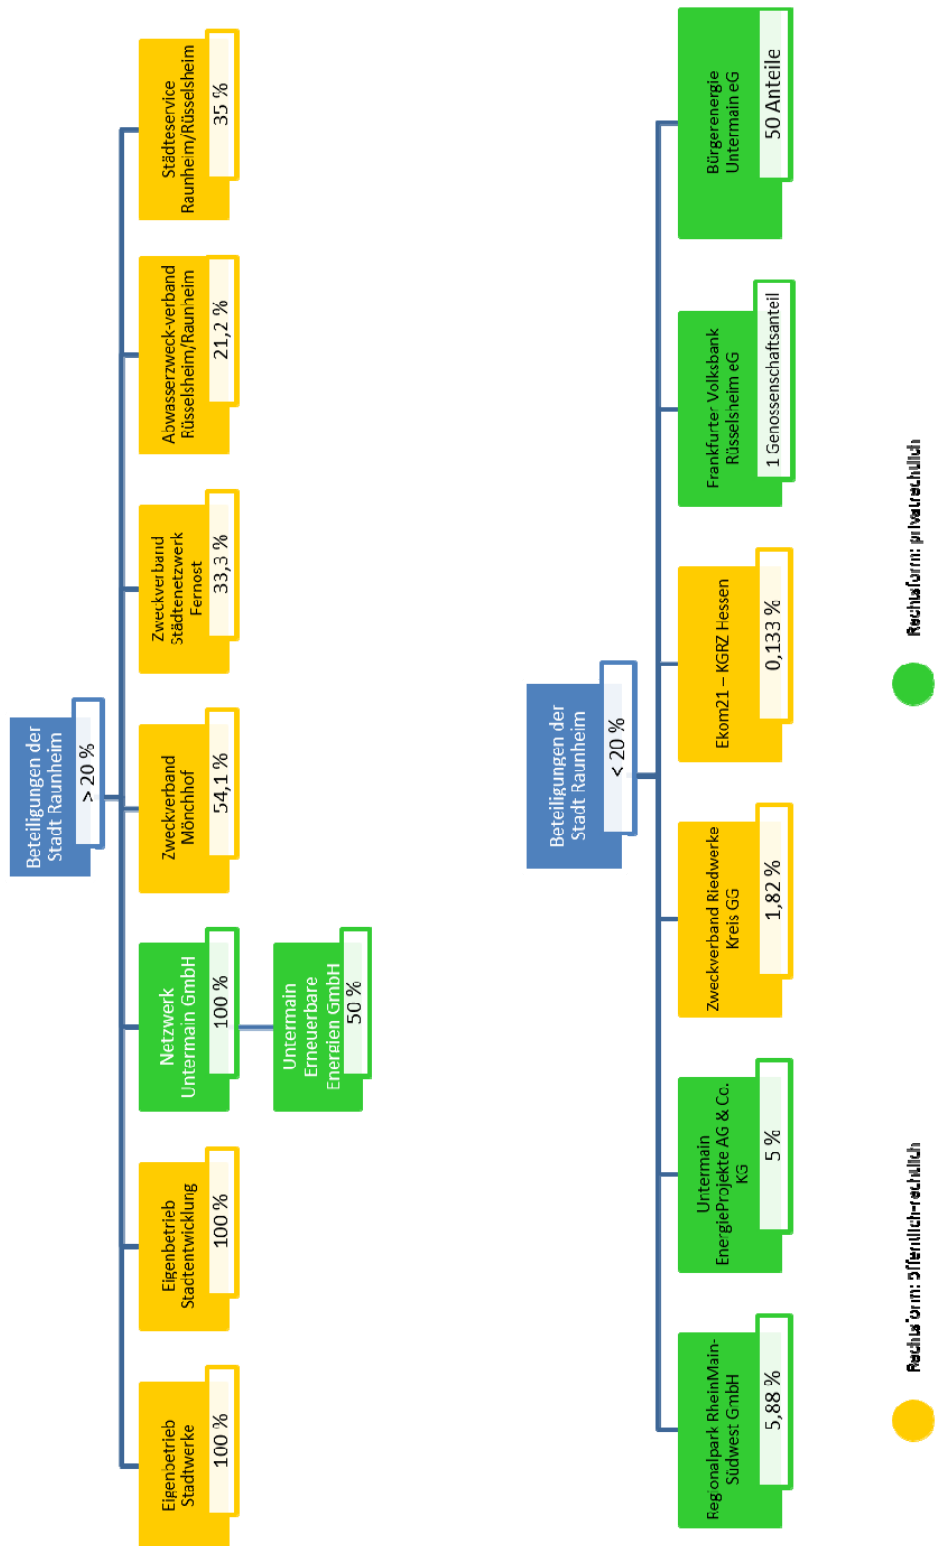 Beteiligungen der
Stadt Raunheim
> 20 %
Eigenbetrieb
Stadtwerke
100 %
Eigenbetrieb
Stadtentwicklung
100 %
Netzwerk
Untermain GmbH
100 %
Untermain
Erneuerbare
Energien GmbH
50 %
Zweckverband
Mönchhof
54,1 %
Zweckverband
Städtenetzwerk
Fernost
33,3 %
Abwasserzweck-verband
Rüsselsheim/Raunheim
21,2 %
Städteservice
Raunheim/Rüsselsheim
35 %
Beteiligungen der
Stadt Raunheim
< 20 %
Regionalpark RheinMain-
Südwest GmbH
5,88 %
Untermain
EnergieProjekte AG & Co.
KG
5 %
Zweckverband Riedwerke
Kreis GG
1,82 %
Ekom21 – KGRZ Hessen
0,133 %
Frankfurter Volksbank
Rüsselsheim eG
1 Genossenschaftsanteil
Bürgerenergie
Untermain eG
50 Anteile
Rechtsform: öffentlich-rechtlich
Rechtsform: privatrechtlich